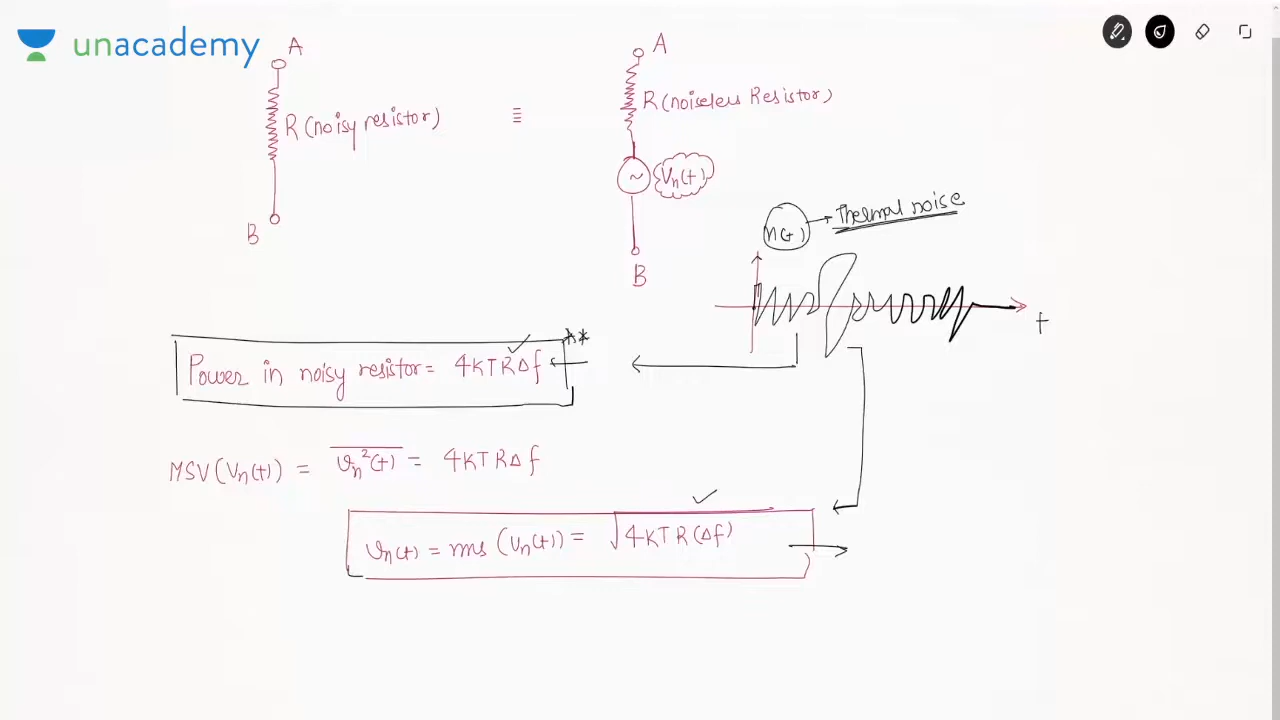 unacademy
A
R (noisy resistor)
B
≡
A
R (noiseless Resistor)
~
Vn(t)
B
n(t)
Thermal noise
t
**
Power in noisy resistor = 4KTRΔf
MSV(Vn(t)) = vn²(t) = 4KTRΔf
vn(t) = rms (Vn(t)) = √4KTR(Δf)